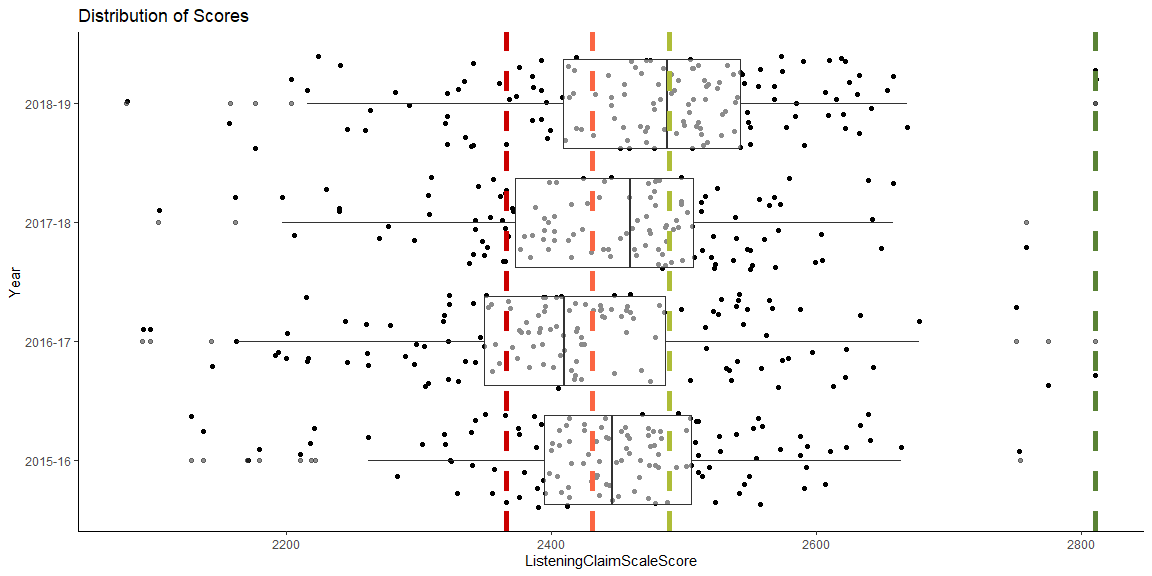 Distribution of Scores
2018-19
2017-18
2016-17
2015-16
Year
2200 2400 2600 2800
ListeningClaimScaleScore